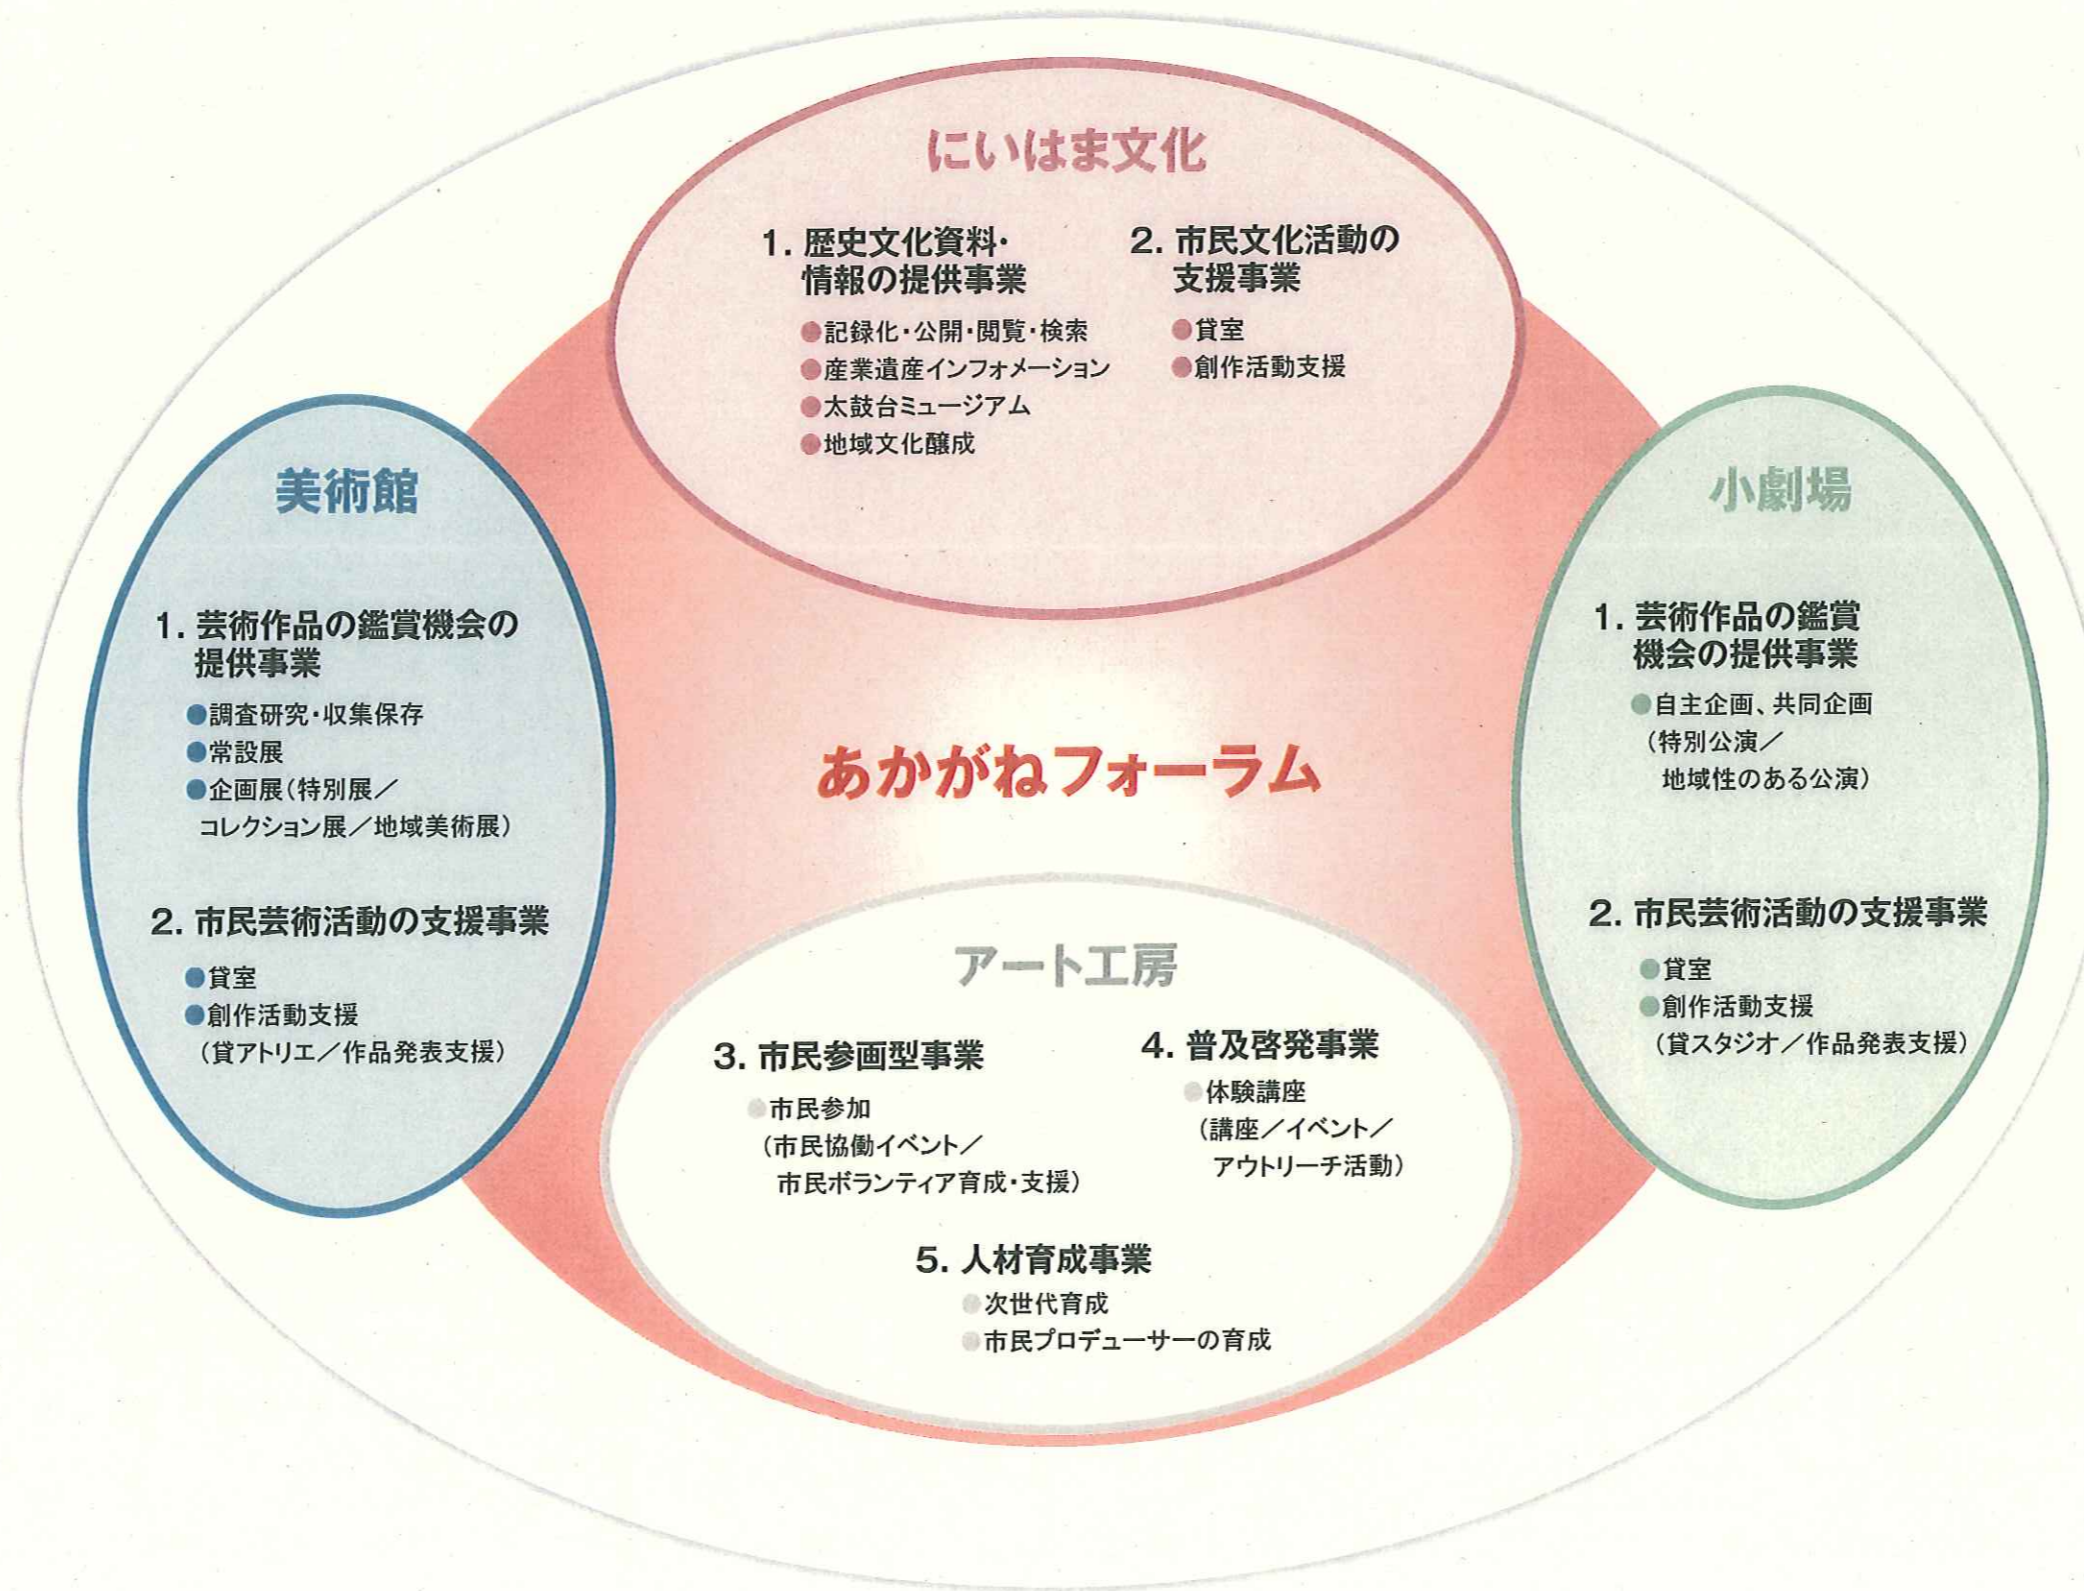 にいはま文化
1. 歴史文化資料・
情報の提供事業
●記録化・公開・閲覧・検索
●産業遺産インフォメーション
●太鼓台ミュージアム
●地域文化醸成
2. 市民文化活動の
支援事業
●貸室
●創作活動支援
美術館
1. 芸術作品の鑑賞機会の
提供事業
●調査研究・収集保存
●常設展
●企画展(特別展/
コレクション展/地域美術展)
2. 市民芸術活動の支援事業
●貸室
●創作活動支援
(貸アトリエ/作品発表支援)
あかがねフォーラム
小劇場
1. 芸術作品の鑑賞
機会の提供事業
●自主企画、共同企画
(特別公演/
地域性のある公演)
2. 市民芸術活動の支援事業
●貸室
●創作活動支援
(貸スタジオ/作品発表支援)
アート工房
3. 市民参画型事業
●市民参加
(市民協働イベント/
市民ボランティア育成・支援)
4. 普及啓発事業
●体験講座
(講座/イベント/
アウトリーチ活動)
5. 人材育成事業
●次世代育成
●市民プロデューサーの育成